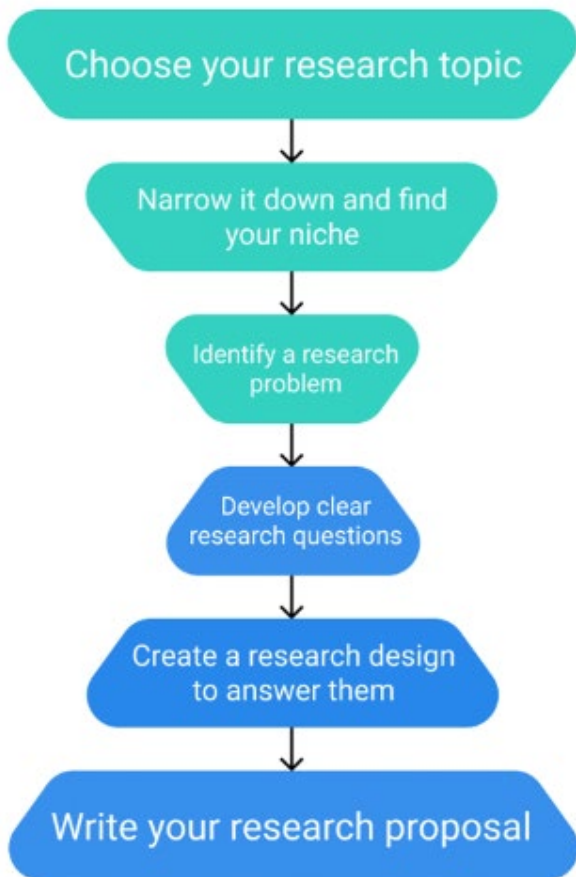 Choose your research topic
Narrow it down and find
your niche
Identify a research
problem
Develop clear
research questions
Create a research design
to answer them
Write your research proposal